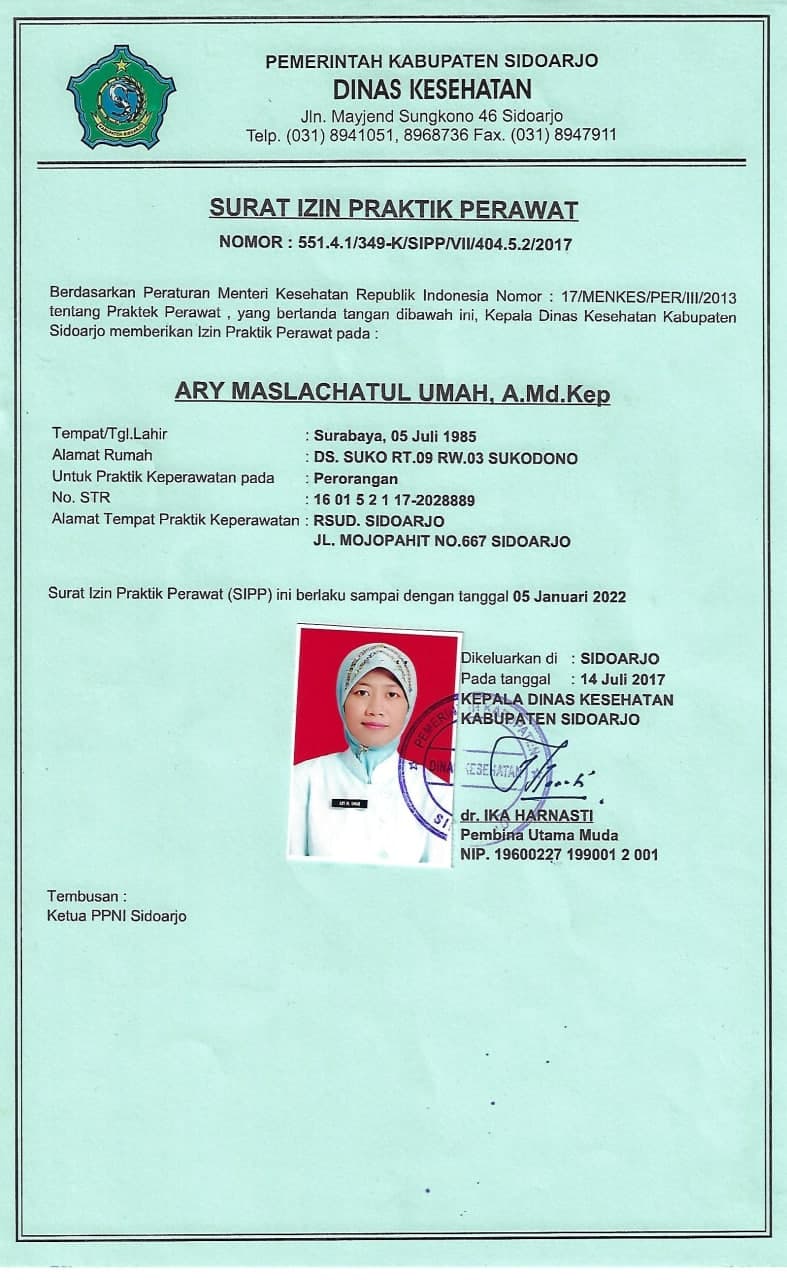 PEMERINTAH KABUPATEN SIDOARJO
DINAS KESEHATAN
Jln. Mayjend Sungkono 46 Sidoarjo
Telp. (031) 8941051, 8968736 Fax. (031) 8947911
SURAT IZIN PRAKTIK PERAWAT
NOMOR : 551.4.1/349-K/SIPP/VII/404.5.2/2017
Berdasarkan Peraturan Menteri Kesehatan Republik Indonesia Nomor : 17/MENKES/PER/III/2013
tentang Praktek Perawat , yang bertanda tangan dibawah ini, Kepala Dinas Kesehatan Kabupaten
Sidoarjo memberikan Izin Praktik Perawat pada :
ARY MASLACHATUL UMAH, A.Md.Kep
Tempat/Tgl.Lahir : Surabaya, 05 Juli 1985
Alamat Rumah : DS. SUKO RT.09 RW.03 SUKODONO
Untuk Praktik Keperawatan pada : Perorangan
No. STR : 16 01 5 2 1 17-2028889
Alamat Tempat Praktik Keperawatan : RSUD. SIDOARJO
JL. MOJOPAHIT NO.667 SIDOARJO
Surat Izin Praktik Perawat (SIPP) ini berlaku sampai dengan tanggal 05 Januari 2022
Dikeluarkan di : SIDOARJO
Pada tanggal : 14 Juli 2017
KEPALA DINAS KESEHATAN
KABUPATEN SIDOARJO
PEMERINTAH KABUPATEN
DINAS KESEHATAN
dr. IKA HARNASTI
Pembina Utama Muda
NIP. 19600227 199001 2 001
Tembusan :
Ketua PPNI Sidoarjo